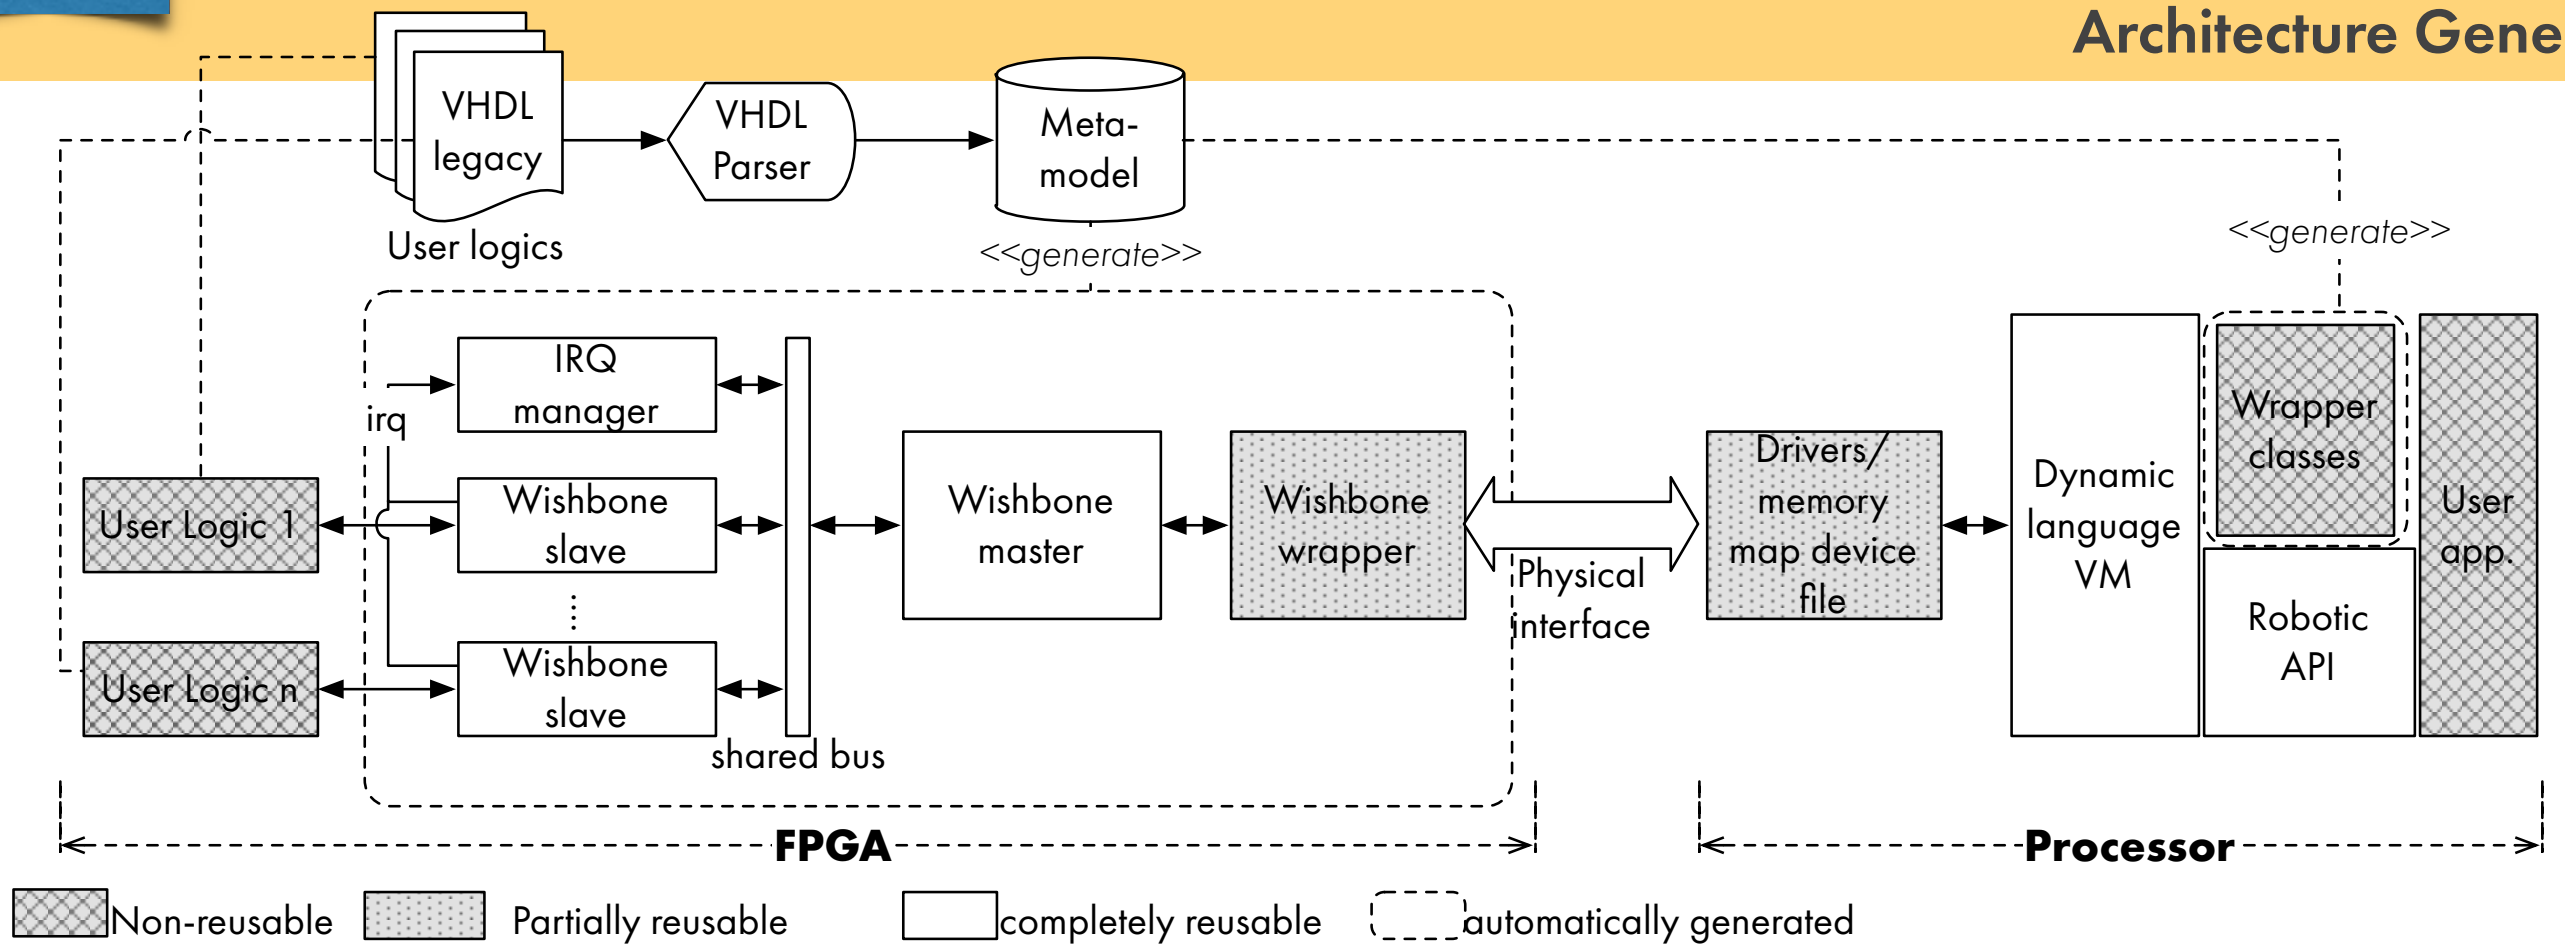 Architecture Gene
VHDL
legacy
User logics
VHDL
Parser
Meta-
model
<<generate>>
<<generate>>
irq
IRQ
manager
User Logic 1
Wishbone
slave
User Logic n
Wishbone
slave
shared bus
Wishbone
master
Wishbone
wrapper
Physical
interface
Drivers/
memory
map device
file
Dynamic
language
VM
Wrapper
classes
Robotic
API
User
app.
FPGA
Processor
Non-reusable
Partially reusable
completely reusable
automatically generated